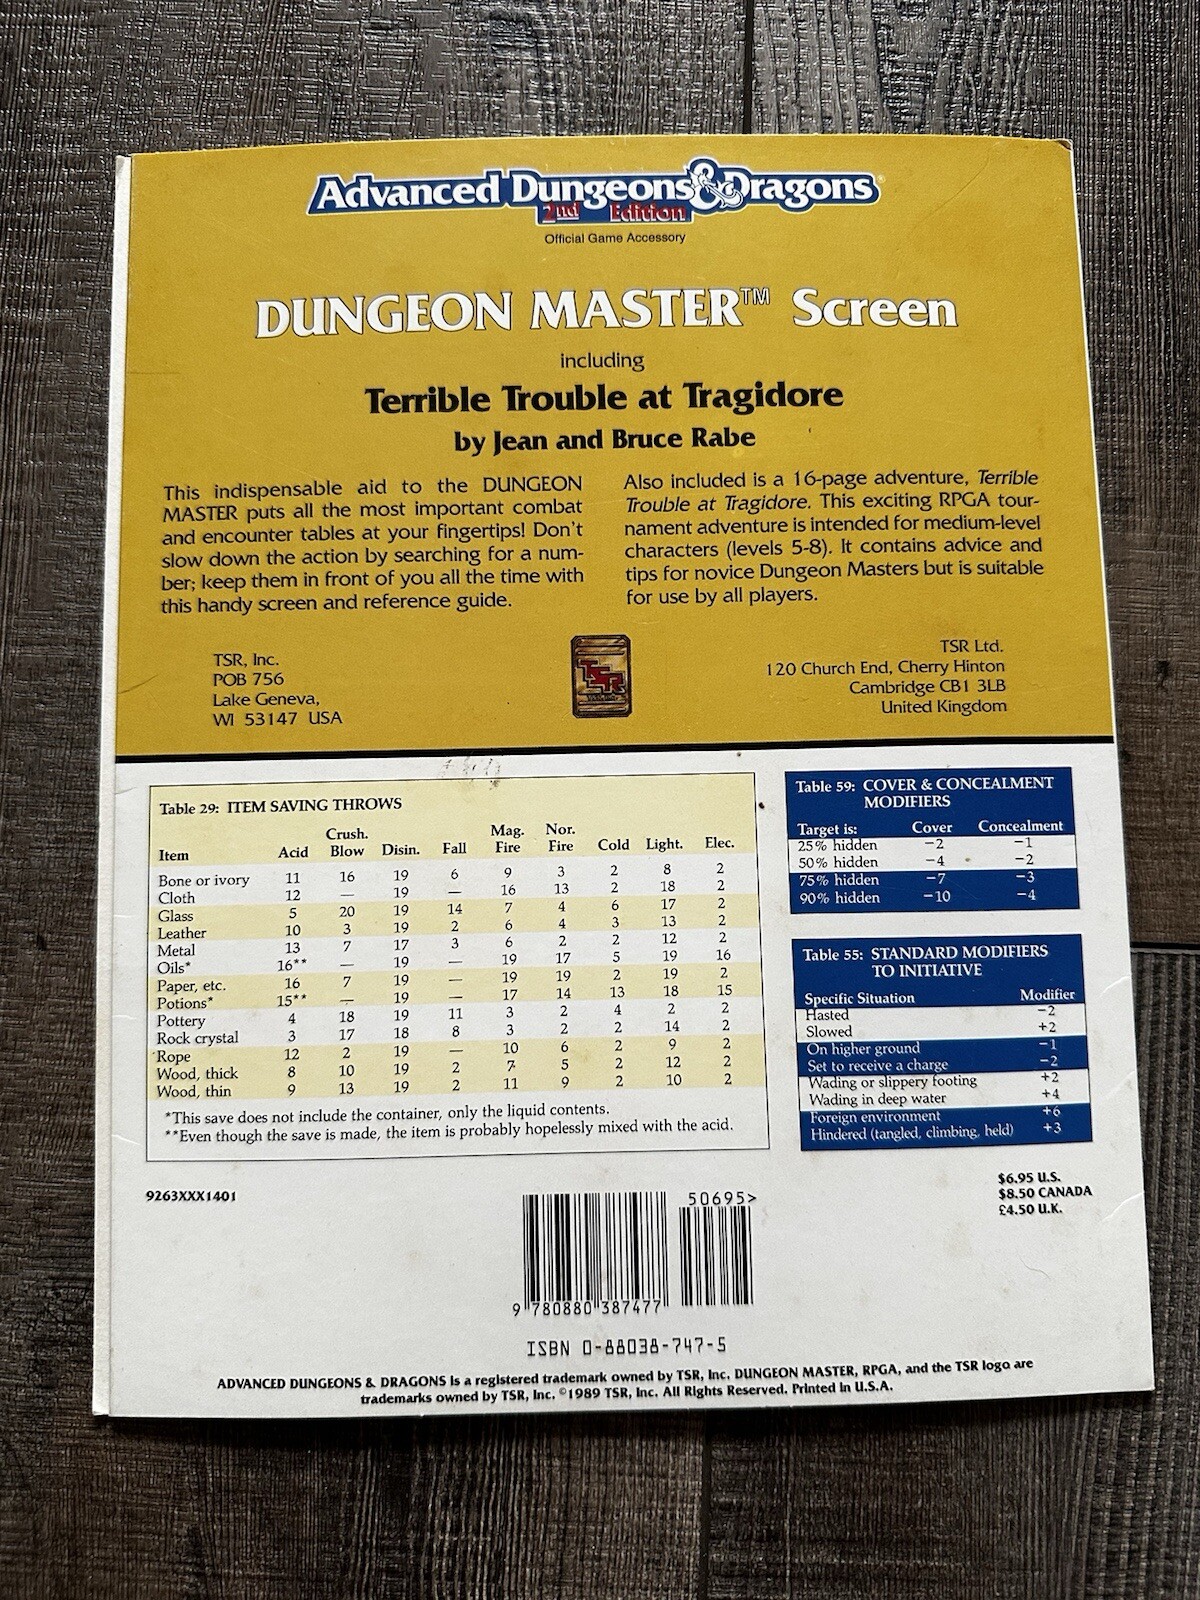 Advanced Dungeons & Dragons®
2nd Edition
Official Game Accessory
DUNGEON MASTER™ Screen
including
Terrible Trouble at Tragidore
by Jean and Bruce Rabe
This indispensable aid to the DUNGEON
MASTER puts all the most important combat
and encounter tables at your fingertips! Don't
slow down the action by searching for a num-
ber; keep them in front of you all the time with
this handy screen and reference guide.
Also included is a 16-page adventure, Terrible
Trouble at Tragidore. This exciting RPGA tour-
nament adventure is intended for medium-level
characters (levels 5-8). It contains advice and
tips for novice Dungeon Masters but is suitable
for use by all players.
TSR, Inc.
POB 756
Lake Geneva,
WI 53147 USA
TSR
TSR Ltd.
120 Church End, Cherry Hinton
Cambridge CB1 3LB
United Kingdom
Table 29: ITEM SAVING THROWS
Item Acid Crush. Blow Disin. Fall Mag. Fire Nor. Fire Cold Light. Elec.
Bone or ivory 11 16 19 6 9 3 2 8 2
Cloth 12 — 19 — 16 13 2 18 2
Glass 5 20 19 14 7 4 6 17 2
Leather 10 3 19 2 6 4 3 13 2
Metal 13 7 17 3 6 2 2 12 2
Oils* 16** — 19 — 19 17 5 19 16
Paper, etc. 16 7 19 — 19 19 2 19 2
Potions* 15** — 19 — 17 14 13 18 15
Pottery 4 18 19 11 3 2 4 2 2
Rock crystal 3 17 18 8 3 2 2 14 2
Rope 12 2 19 — 10 6 2 9 2
Wood, thick 8 10 19 2 7 5 2 12 2
Wood, thin 9 13 19 2 11 9 2 10 2
*This save does not include the container, only the liquid contents.
**Even though the save is made, the item is probably hopelessly mixed with the acid.
Table 59: COVER & CONCEALMENT
MODIFIERS
Target is: Cover Concealment
25% hidden −2 −1
50% hidden −4 −2
75% hidden −7 −3
90% hidden −10 −4
Table 55: STANDARD MODIFIERS
TO INITIATIVE
Specific Situation Modifier
Hasted −2
Slowed +2
On higher ground −1
Set to receive a charge −2
Wading or slippery footing +2
Wading in deep water +4
Foreign environment +6
Hindered (tangled, climbing, held) +3
9263XXX1401
50695>
9 780880 387477
$6.95 U.S.
$8.50 CANADA
£4.50 U.K.
ISBN 0-88038-747-5
ADVANCED DUNGEONS & DRAGONS is a registered trademark owned by TSR, Inc. DUNGEON MASTER, RPGA, and the TSR logo are
trademarks owned by TSR, Inc. ©1989 TSR, Inc. All Rights Reserved. Printed in U.S.A.